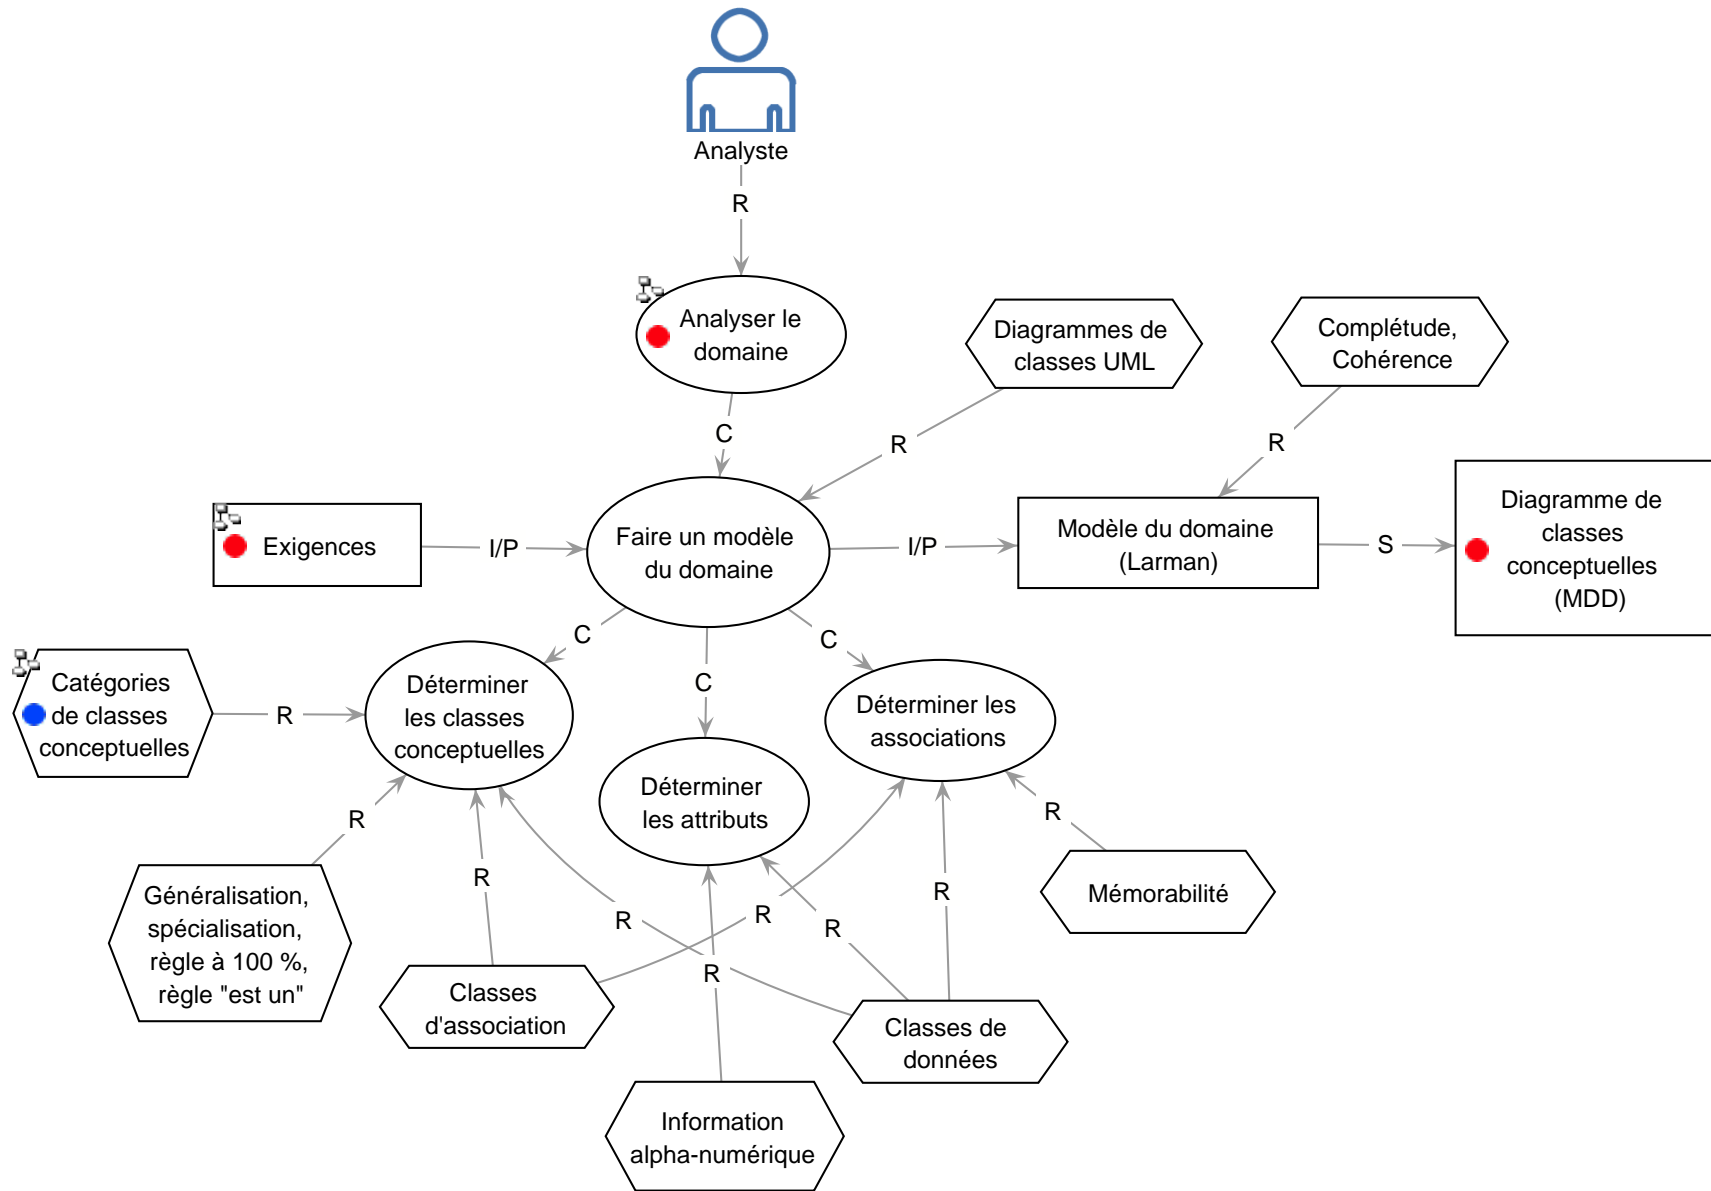 Analyste
R
Analyser le
domaine
Diagrammes de
classes UML
Complétude,
Cohérence
C
R
R
Exigences
I/P
Faire un modèle
du domaine
I/P
Modèle du domaine
(Larman)
S
Diagramme de
classes
conceptuelles
(MDD)
C
C
C
Catégories
de classes
conceptuelles
R
Déterminer
les classes
conceptuelles
Déterminer
les attributs
Déterminer les
associations
R
R
R
R
R
R
R
R
Généralisation,
spécialisation,
règle à 100 %,
règle "est un"
Mémorabilité
Classes
d'association
Classes de
données
Information
alpha-numérique